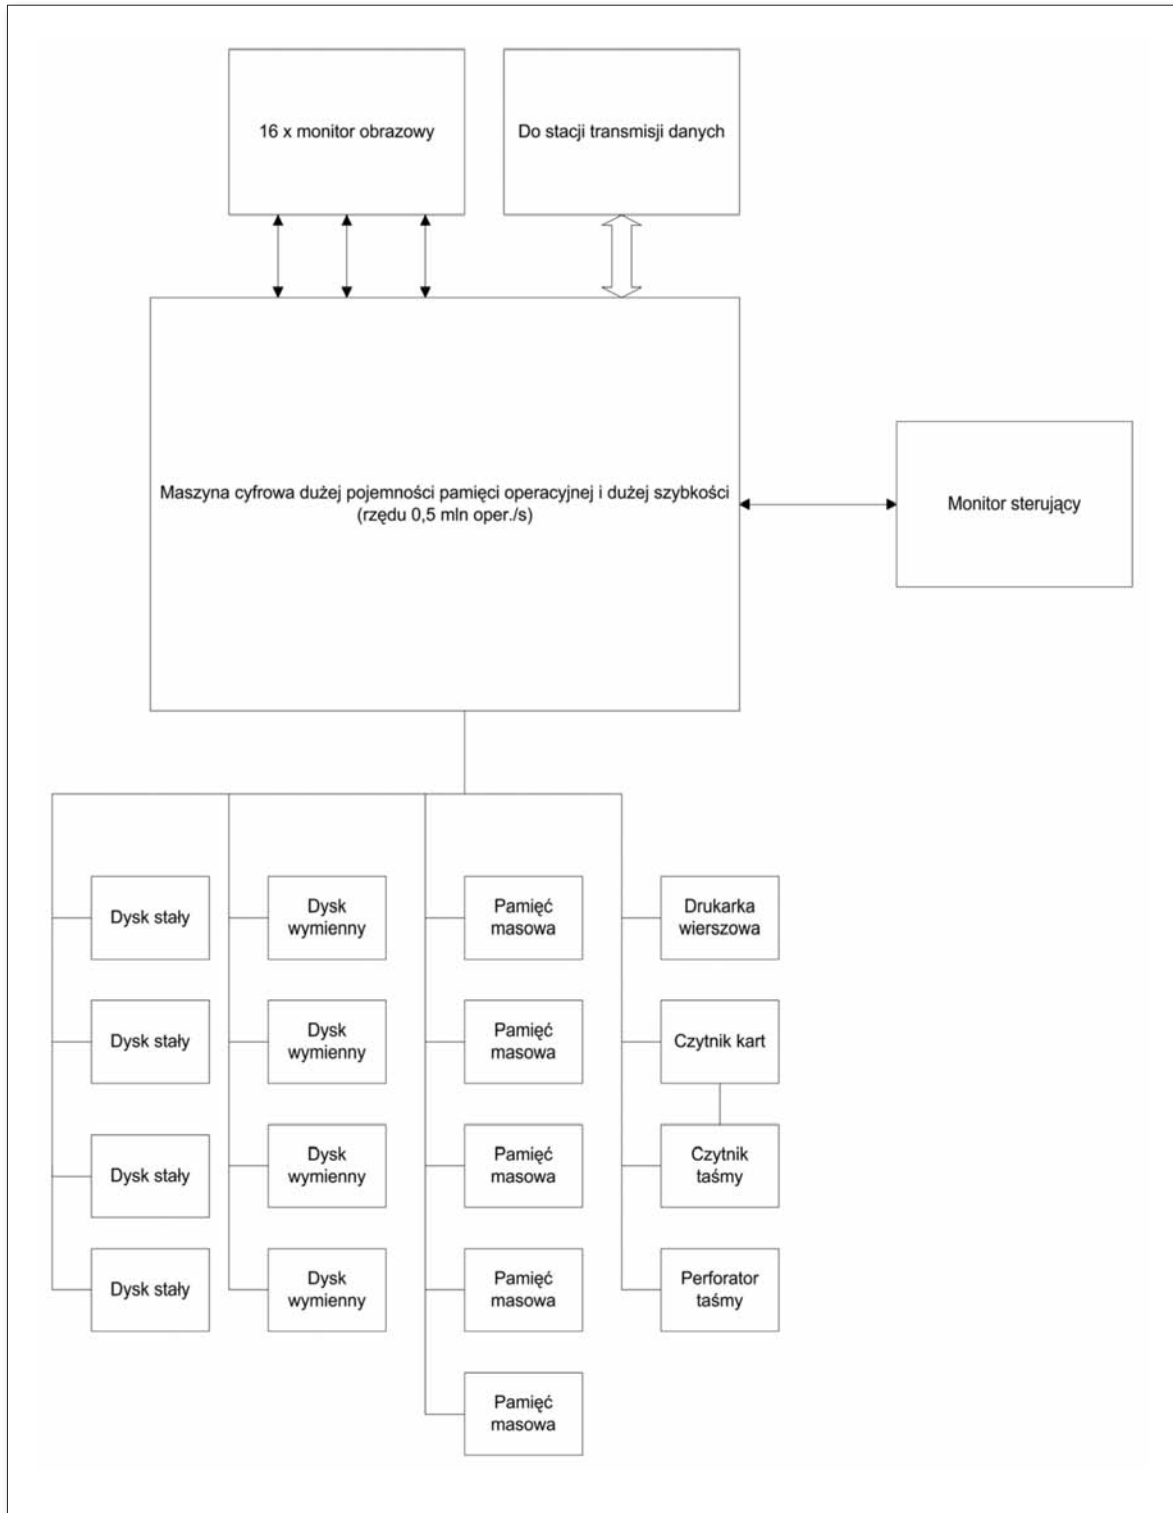 16 x monitor obrazowy
Do stacji transmisji danych
Maszyna cyfrowa dużej pojemności pamięci operacyjnej i dużej szybkości
(rzędu 0,5 mln oper./s)
Monitor sterujący
Dysk stały
Dysk
wymienny
Pamięć
masowa
Drukarka
wierszowa
Dysk stały
Dysk
wymienny
Pamięć
masowa
Czytnik kart
Dysk stały
Dysk
wymienny
Pamięć
masowa
Czytnik
taśmy
Dysk stały
Dysk
wymienny
Pamięć
masowa
Perforator
taśmy
Pamięć
masowa